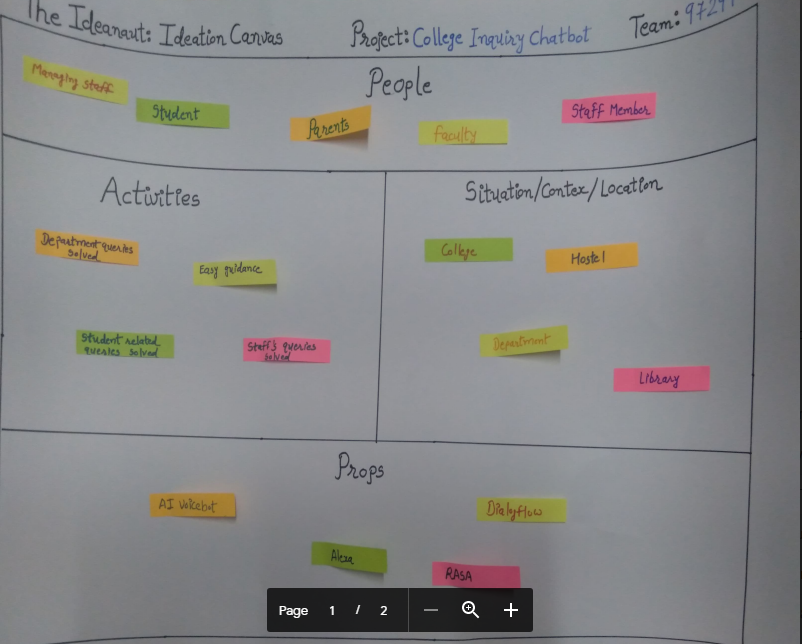 The Ideanaut: Ideation Canvas
Project: College Inquiry Chatbot
Team:
People
Managing staff
Student
Parents
Faculty
Staff Member
Activities
Department queries
solved
Easy guidance
Student related
queries solved
Staff's queries
solved
Situation/Contex/Location
College
Hostel
Department
Library
Props
AI Voicebot
Dialyflow
Alexa
RASA
Page 1 / 2